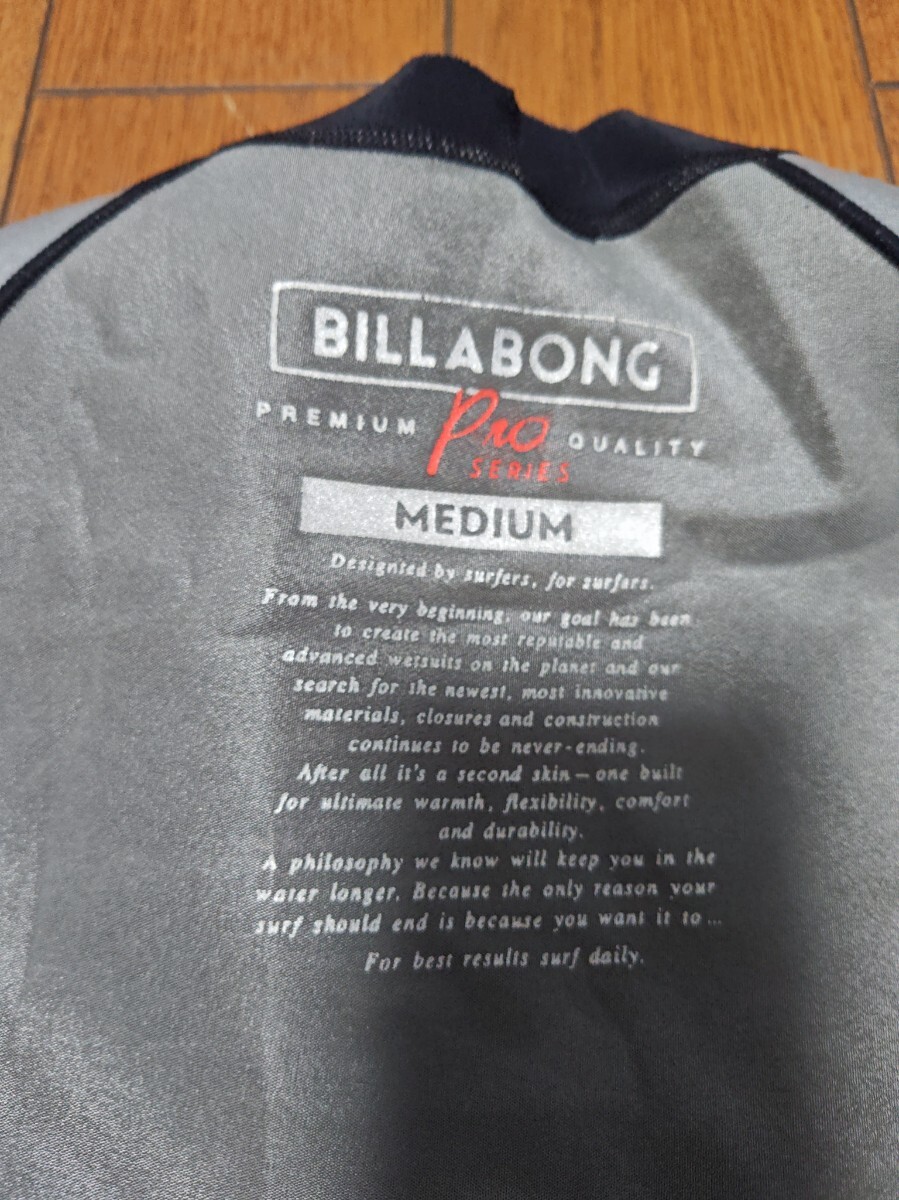 BILLABONG
PREMIUM Pro QUALITY
SERIES
MEDIUM
Designed by surfers, for surfers.
From the very beginning, our goal has been
to create the most reputable and
advanced wetsuits on the planet and our
search for the newest, most innovative
materials, closures and construction
continues to be never-ending.
After all it's a second skin – one built
for ultimate warmth, flexibility, comfort
and durability.
A philosophy we know will keep you in the
water longer. Because the only reason your
surf should end is because you want it to...
For best results surf daily.